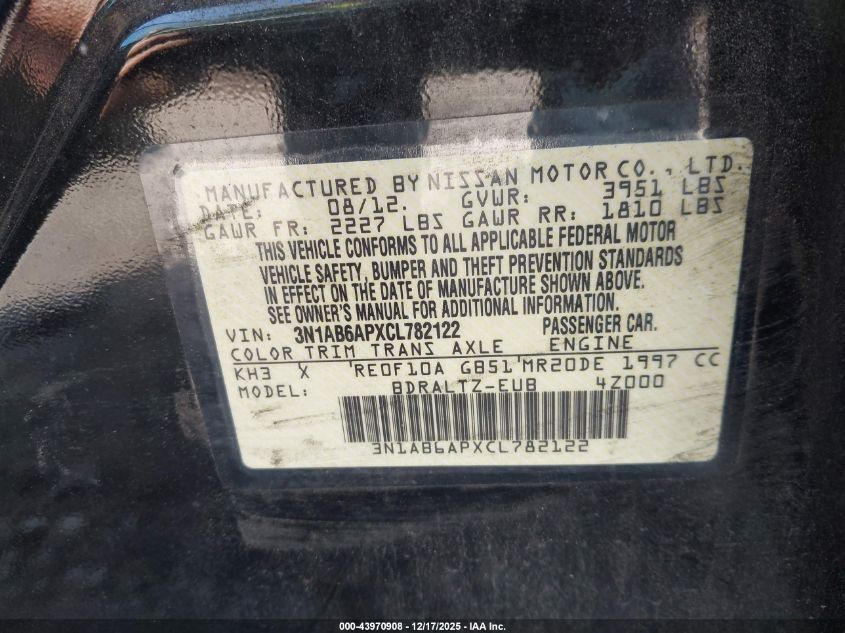 MANUFACTURED BY NISSAN MOTOR CO., LTD.
DATE: 08/12. GVWR: 3951 LBS
GAWR FR: 2227 LBS GAWR RR: 1810 LBS
THIS VEHICLE CONFORMS TO ALL APPLICABLE FEDERAL MOTOR
VEHICLE SAFETY, BUMPER AND THEFT PREVENTION STANDARDS
IN EFFECT ON THE DATE OF MANUFACTURE SHOWN ABOVE.
SEE OWNER'S MANUAL FOR ADDITIONAL INFORMATION.
VIN: 3N1AB6APXCL782122 PASSENGER CAR.
COLOR TRIM TRANS AXLE ENGINE
KH3 X RE0F10A GB51 MR20DE 1997 CC
MODEL: BDRALTZ-EUB 4Z000
3N1AB6APXCL782122
000-43970908 - 12/17/2025 - IAA Inc.